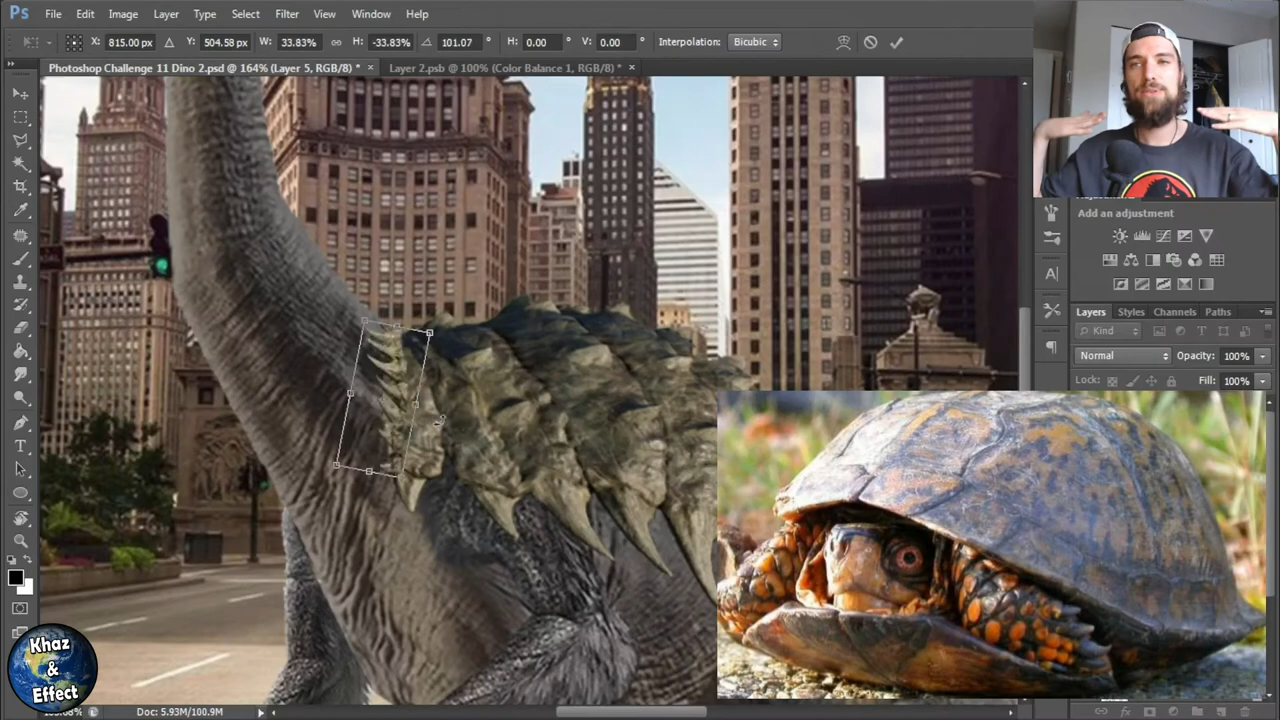 Ps File Edit Image Layer Type Select Filter View Window Help
X: 815.00 px Y: 504.58 px W: 33.83% H: -33.83% 101.07 ° H: 0.00 ° V: 0.00 ° Interpolation: Bicubic
Photoshop Challenge 11 Dino 2.psd @ 164% (Layer 5, RGB/8) * × Layer 2.psb @ 100% (Color Balance 1, RGB/8) * ×
Add an adjustment
Layers Styles Channels Paths
Kind
Normal Opacity: 100%
Lock: Fill: 100%
Khaz
&
Effect
Doc: 5.93M/100.9M